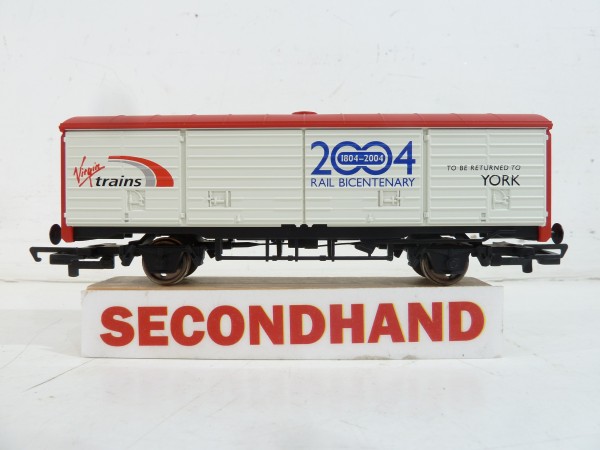 Virgin
trains
2004
1804-2004
RAIL BICENTENARY
TO BE RETURNED TO
YORK
SECONDHAND